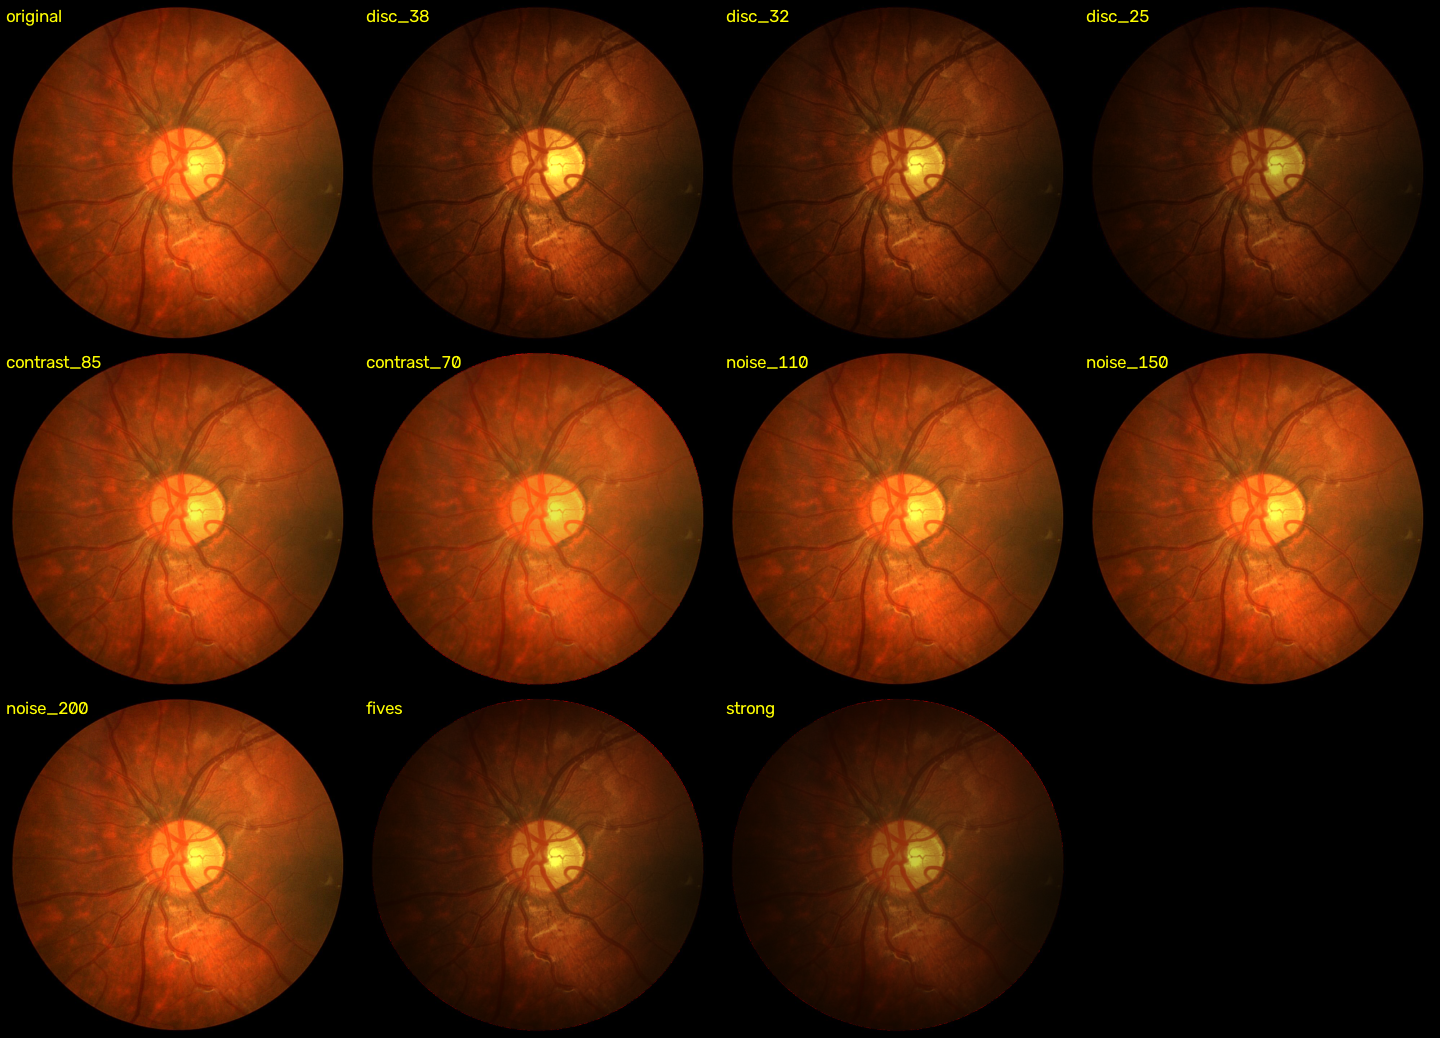 original
disc_38
disc_32
disc_25
contrast_85
contrast_70
noise_110
noise_150
noise_200
fives
strong